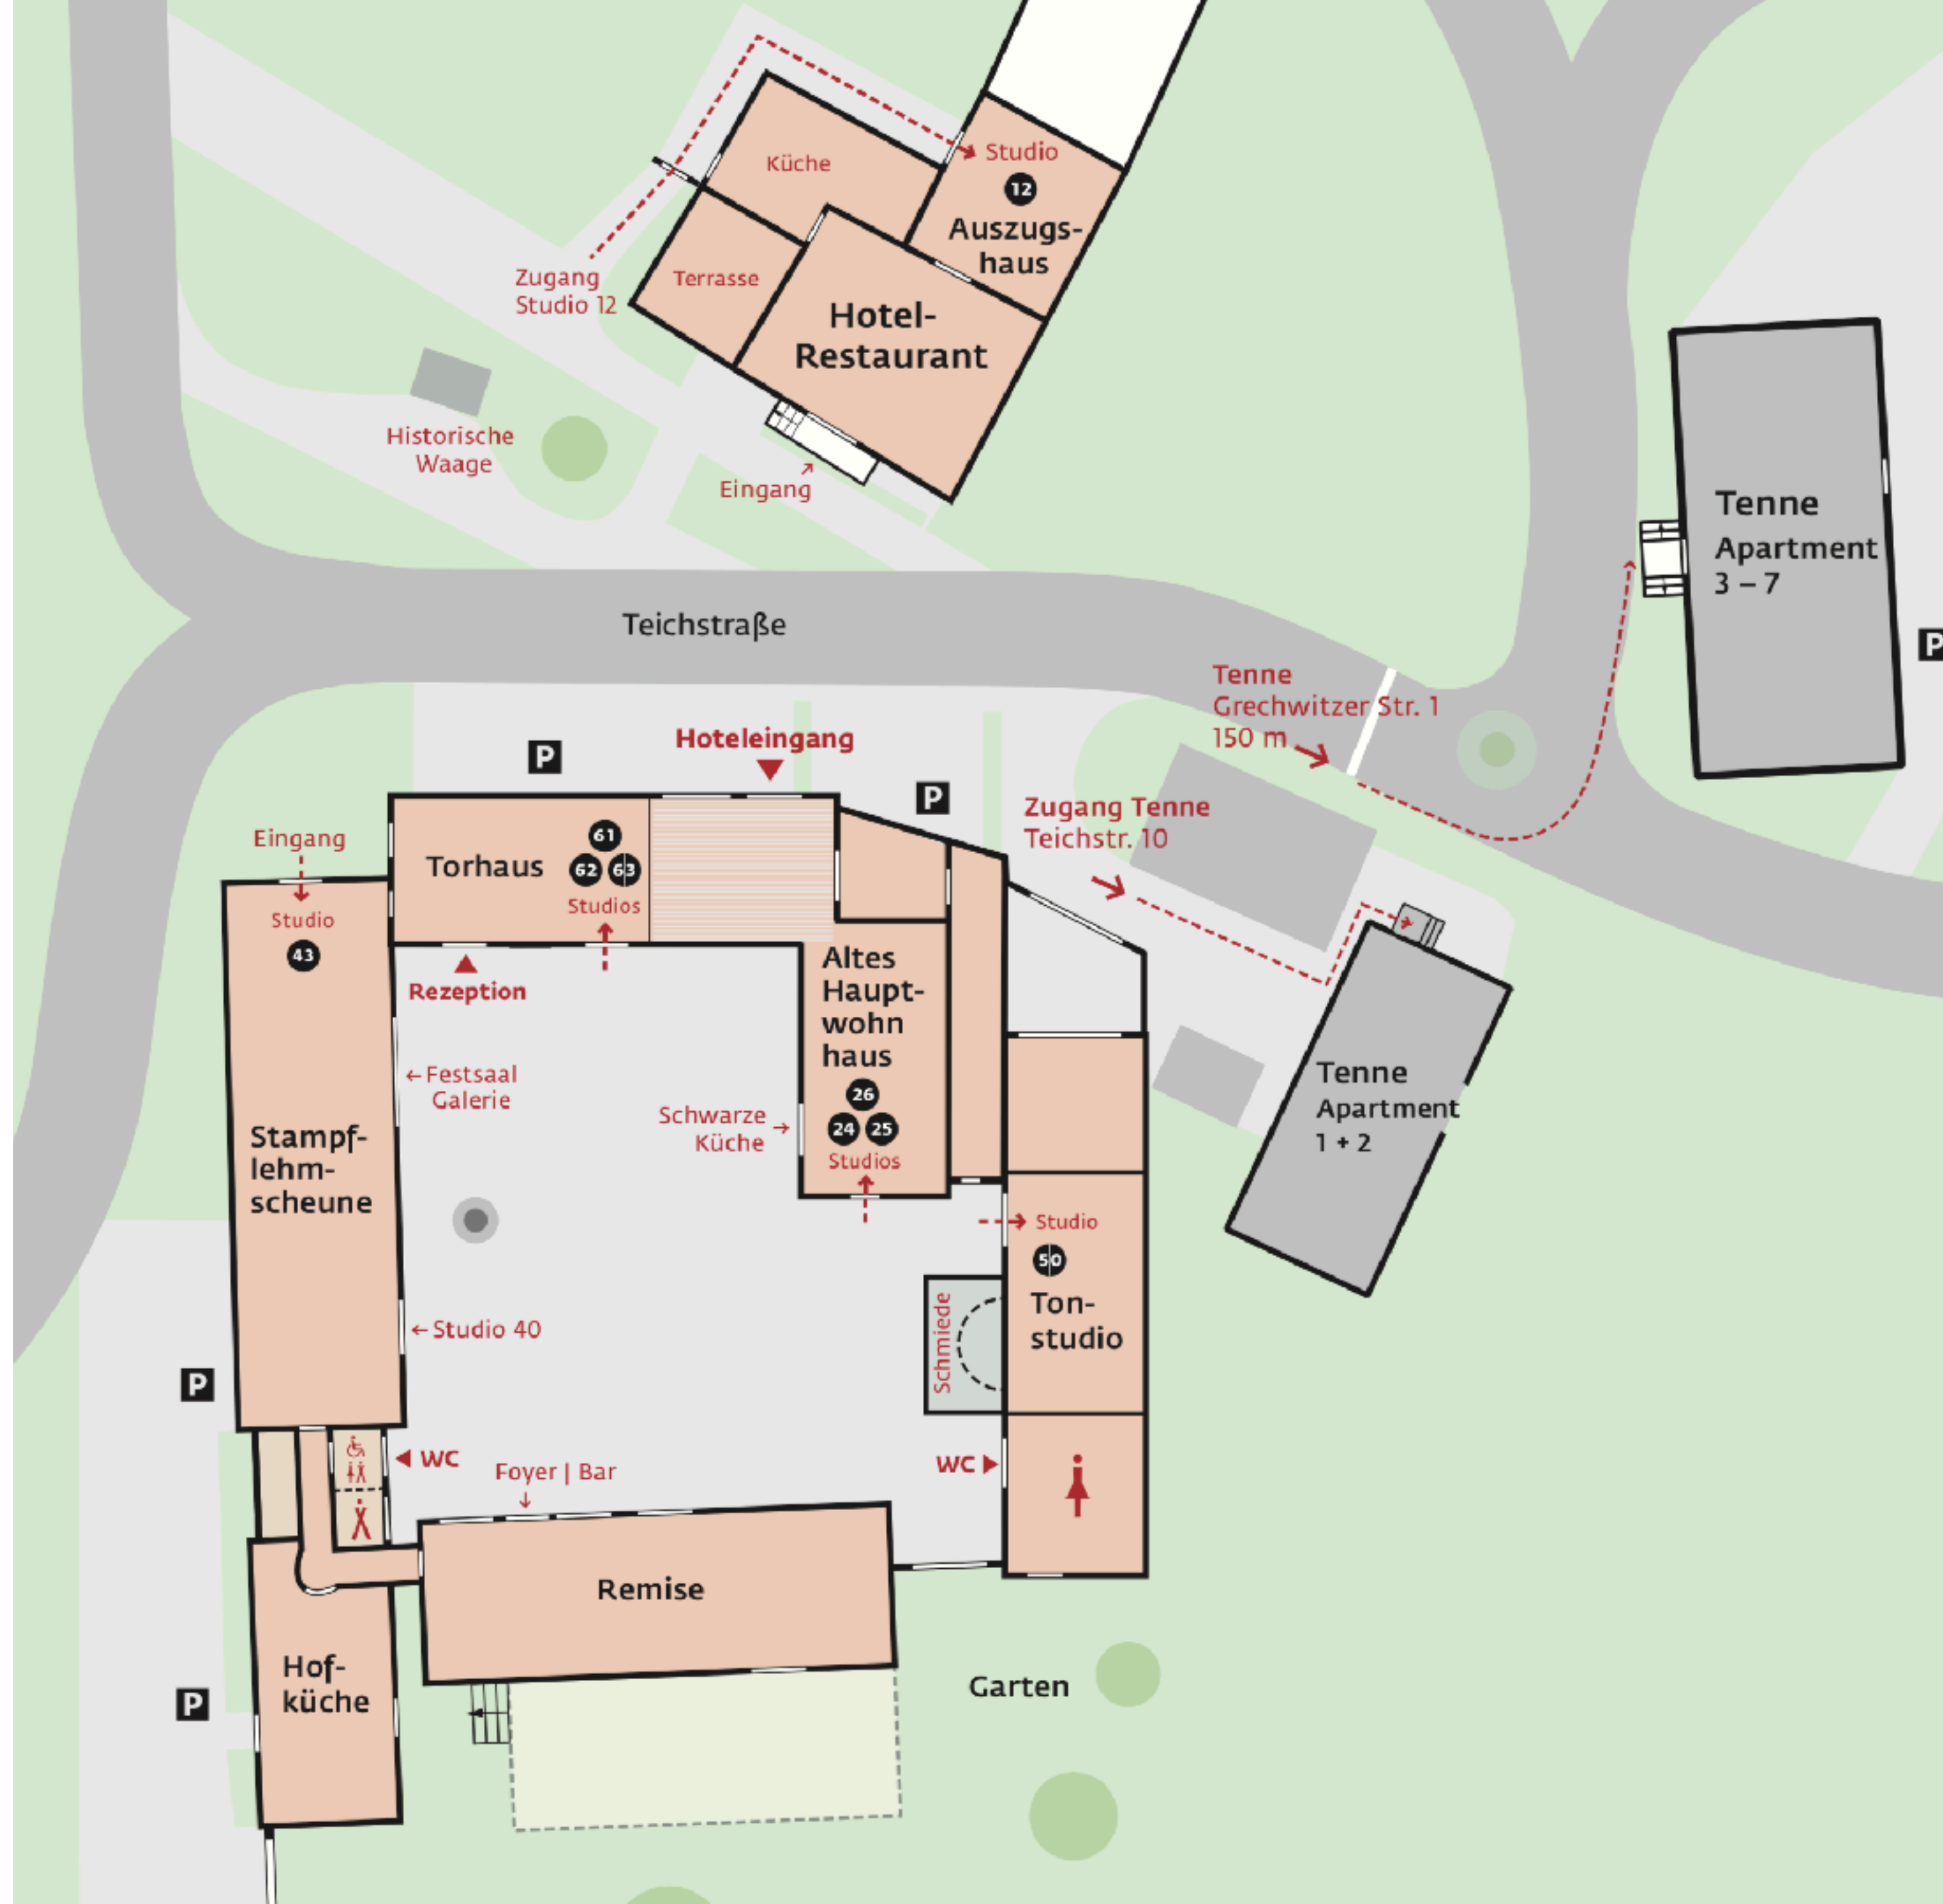 Küche
Studio
12
Auszugs-
haus
Zugang
Studio 12
Terrasse
Hotel-
Restaurant
Historische
Waage
Eingang
Tenne
Apartment
3 – 7
P
Teichstraße
Tenne
Grechwitzer Str. 1
150 m
Hoteleingang
P
P
Zugang Tenne
Teichstr. 10
Eingang
Studio
43
Torhaus
61
62 63
Studios
Rezeption
Altes
Haupt-
wohn
haus
26
24 25
Studios
←Festsaal
Galerie
Schwarze →
Küche
Tenne
Apartment
1 + 2
Stampf-
lehm-
scheune
Studio
50
Ton-
studio
Schmiede
←Studio 40
P
WC
WC
Foyer | Bar
Remise
Hof-
küche
P
Garten